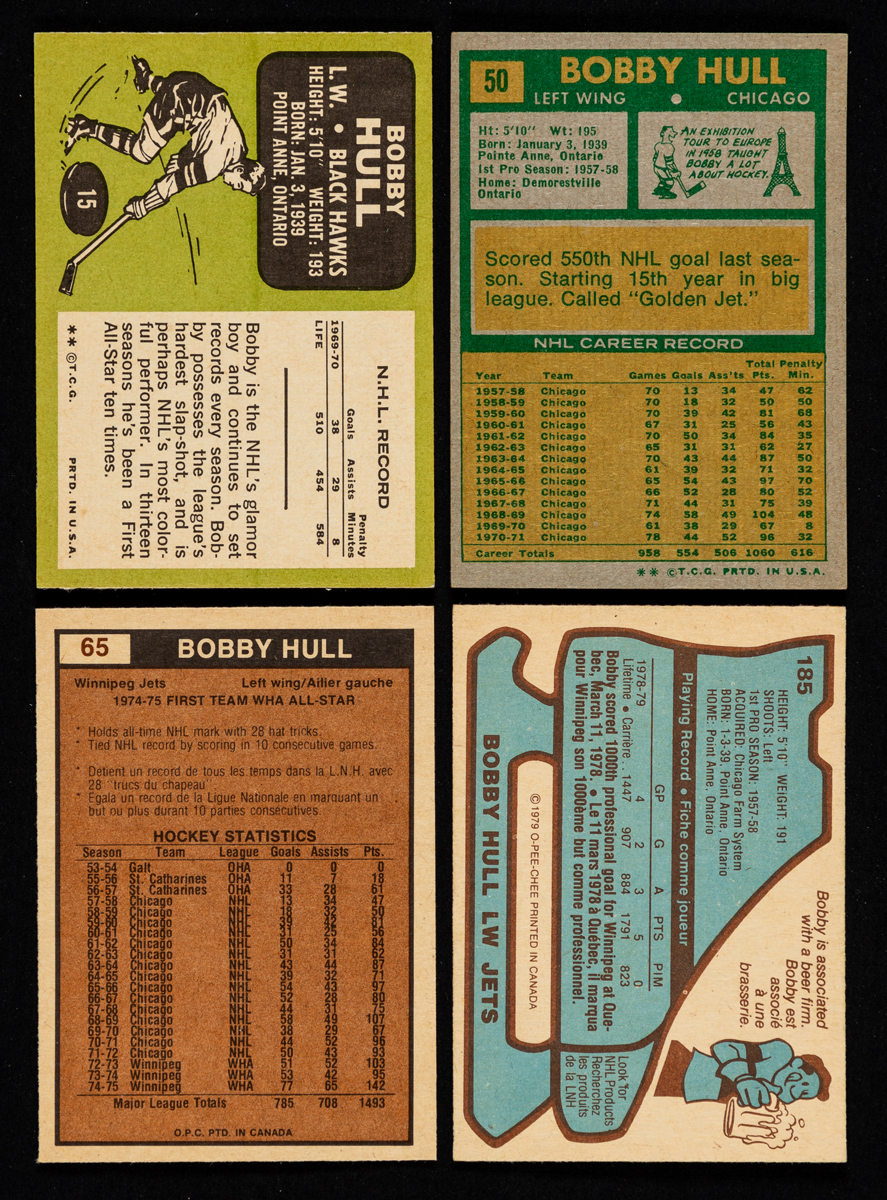 BOBBY
HULL
L. W. • BLACK HAWKS
HEIGHT: 5'10" WEIGHT: 193
BORN: JAN. 3, 1939
POINT ANNE, ONTARIO
15
N.H.L. RECORD
Goals Assists Penalty Minutes
1969-70 38 29 8
LIFE 510 454 584
Bobby is the NHL's glamor
boy and continues to set
records every season. Bob-
by possesses the league's
hardest slap-shot, and is
perhaps NHL's most color-
ful performer. In thirteen
seasons he's been a First
All-Star ten times.
** ©T.C.G. PRTD. IN U.S.A.
50 BOBBY HULL
LEFT WING • CHICAGO
Ht: 5'10" Wt: 195
Born: January 3, 1939
Pointe Anne, Ontario
1st Pro Season: 1957-58
Home: Demorestville
Ontario
AN EXHIBITION
TOUR TO EUROPE
IN 1958 TAUGHT
BOBBY A LOT
ABOUT HOCKEY.
Scored 550th NHL goal last sea-
son. Starting 15th year in big
league. Called "Golden Jet."
NHL CAREER RECORD
Year Team Games Goals Ass'ts Total Pts. Penalty Min.
1957-58 Chicago 70 13 34 47 62
1958-59 Chicago 70 18 32 50 50
1959-60 Chicago 70 39 42 81 68
1960-61 Chicago 67 31 25 56 43
1961-62 Chicago 70 50 34 84 35
1962-63 Chicago 65 31 31 62 27
1963-64 Chicago 70 43 44 87 50
1964-65 Chicago 61 39 32 71 32
1965-66 Chicago 65 54 43 97 70
1966-67 Chicago 66 52 28 80 52
1967-68 Chicago 71 44 31 75 39
1968-69 Chicago 74 58 49 104 48
1969-70 Chicago 61 38 29 67 8
1970-71 Chicago 78 44 52 96 32
Career Totals 958 554 506 1060 616
** ©T.C.G. PRTD. IN U.S.A.
65 BOBBY HULL
Winnipeg Jets Left wing/Ailier gauche
1974-75 FIRST TEAM WHA ALL-STAR
* Holds all-time NHL mark with 28 hat tricks.
* Tied NHL record by scoring in 10 consecutive games.
* Détient un record de tous les temps dans la L.N.H. avec
28 "trucs du chapeau"
* Egala un record de la Ligue Nationale en marquant un
but ou plus durant 10 parties consécutives.
HOCKEY STATISTICS
Season Team League Goals Assists Pts.
53-54 Galt OHA 0 0 0
55-56 St. Catharines OHA 11 7 18
56-57 St. Catharines OHA 33 28 61
57-58 Chicago NHL 13 34 47
58-59 Chicago NHL 18 32 50
59-60 Chicago NHL 39 42 81
60-61 Chicago NHL 31 25 56
61-62 Chicago NHL 50 34 84
62-63 Chicago NHL 31 31 62
63-64 Chicago NHL 43 44 87
64-65 Chicago NHL 39 32 71
65-66 Chicago NHL 54 43 97
66-67 Chicago NHL 52 28 80
67-68 Chicago NHL 44 31 75
68-69 Chicago NHL 58 49 107
69-70 Chicago NHL 38 29 67
70-71 Chicago NHL 44 52 96
71-72 Chicago NHL 50 43 93
72-73 Winnipeg WHA 51 52 103
73-74 Winnipeg WHA 53 42 95
74-75 Winnipeg WHA 77 65 142
Major League Totals 785 708 1493
O.P.C. PTD. IN CANADA
185
HEIGHT: 5'10" WEIGHT: 191
SHOOTS: Left
1st PRO SEASON: 1957-58
ACQUIRED: Chicago Farm System
BORN: 1-3-39, Point Anne, Ontario
HOME: Point Anne, Ontario
Bobby is associated
with a beer firm.
Bobby est
associé
à une
brasserie.
Playing Record • Fiche comme joueur
GP G A PTS PIM
1978-79 4 2 3 5 0
Lifetime • Carrière . . 1447 907 884 1791 823
Bobby scored 1000th professional goal for Winnipeg at Que-
bec, March 11, 1978. • Le 11 mars 1978 à Québec, il marqua
pour Winnipeg son 1000ème but comme professionnel.
Look for
NHL Products
Recherchez
les produits
de la LNH
© 1979 O-PEE-CHEE PRINTED IN CANADA
BOBBY HULL LW JETS